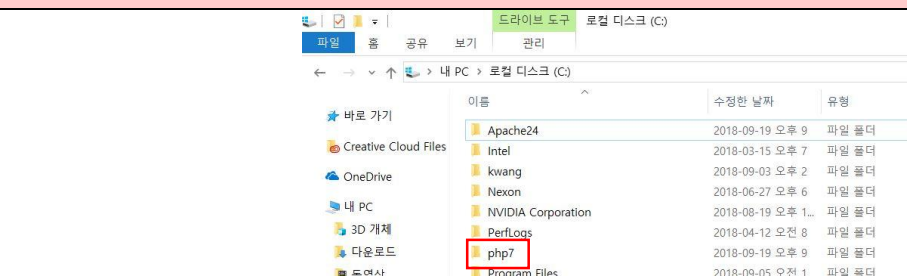 드라이브 도구 로컬 디스크 (C:)
파일 홈 공유 보기 관리
내 PC > 로컬 디스크 (C:)
이름 수정한 날짜 유형
바로 가기
Creative Cloud Files
OneDrive
내 PC
3D 개체
다운로드
동영상
Apache24 2018-09-19 오후 9 파일 폴더
Intel 2018-03-15 오후 7 파일 폴더
kwang 2018-09-03 오후 2 파일 폴더
Nexon 2018-06-27 오후 6 파일 폴더
NVIDIA Corporation 2018-08-19 오후 1... 파일 폴더
PerfLogs 2018-04-12 오전 8 파일 폴더
php7 2018-09-19 오후 9 파일 폴더
Program Files 2018-09-05 오전 1 파일 폴더